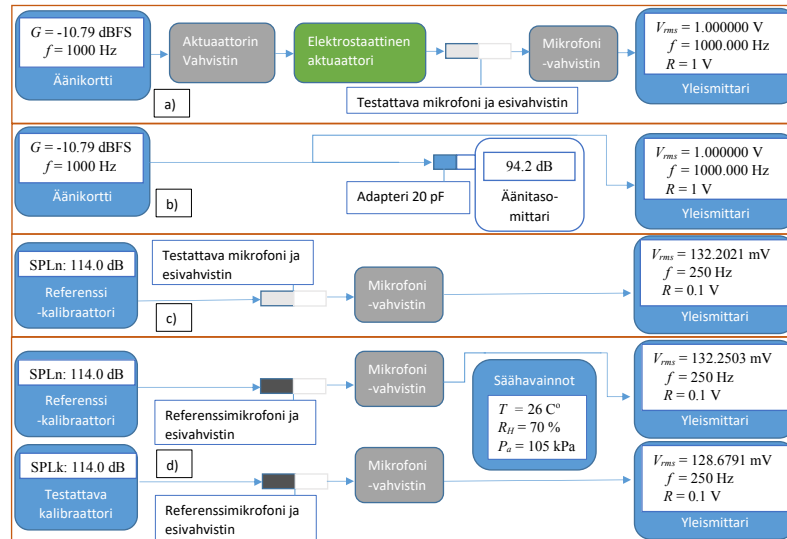 G = -10.79 dBFS
f = 1000 Hz
Äänikortti
Aktuaattorin
Vahvistin
Elektrostaattinen
aktuaattori
Mikrofoni
-vahvistin
Testattava mikrofoni ja esivahvistin
a)
Vrms = 1.000000 V
f = 1000.000 Hz
R = 1 V
Yleismittari
G = -10.79 dBFS
f = 1000 Hz
Äänikortti
b)
Adapteri 20 pF
94.2 dB
Äänitaso-
mittari
Vrms = 1.000000 V
f = 1000.000 Hz
R = 1 V
Yleismittari
SPLn: 114.0 dB
Referenssi
-kalibraattori
c)
Testattava mikrofoni ja
esivahvistin
Mikrofoni
-vahvistin
Vrms = 132.2021 mV
f = 250 Hz
R = 0.1 V
Yleismittari
SPLn: 114.0 dB
Referenssi
-kalibraattori
Referenssimikrofoni ja
esivahvistin
Mikrofoni
-vahvistin
Säähavainnot
T = 26 C°
RH = 70 %
Pa = 105 kPa
Vrms = 132.2503 mV
f = 250 Hz
R = 0.1 V
Yleismittari
d)
SPLk: 114.0 dB
Testattava
kalibraattori
Referenssimikrofoni ja
esivahvistin
Mikrofoni
-vahvistin
Vrms = 128.6791 mV
f = 250 Hz
R = 0.1 V
Yleismittari